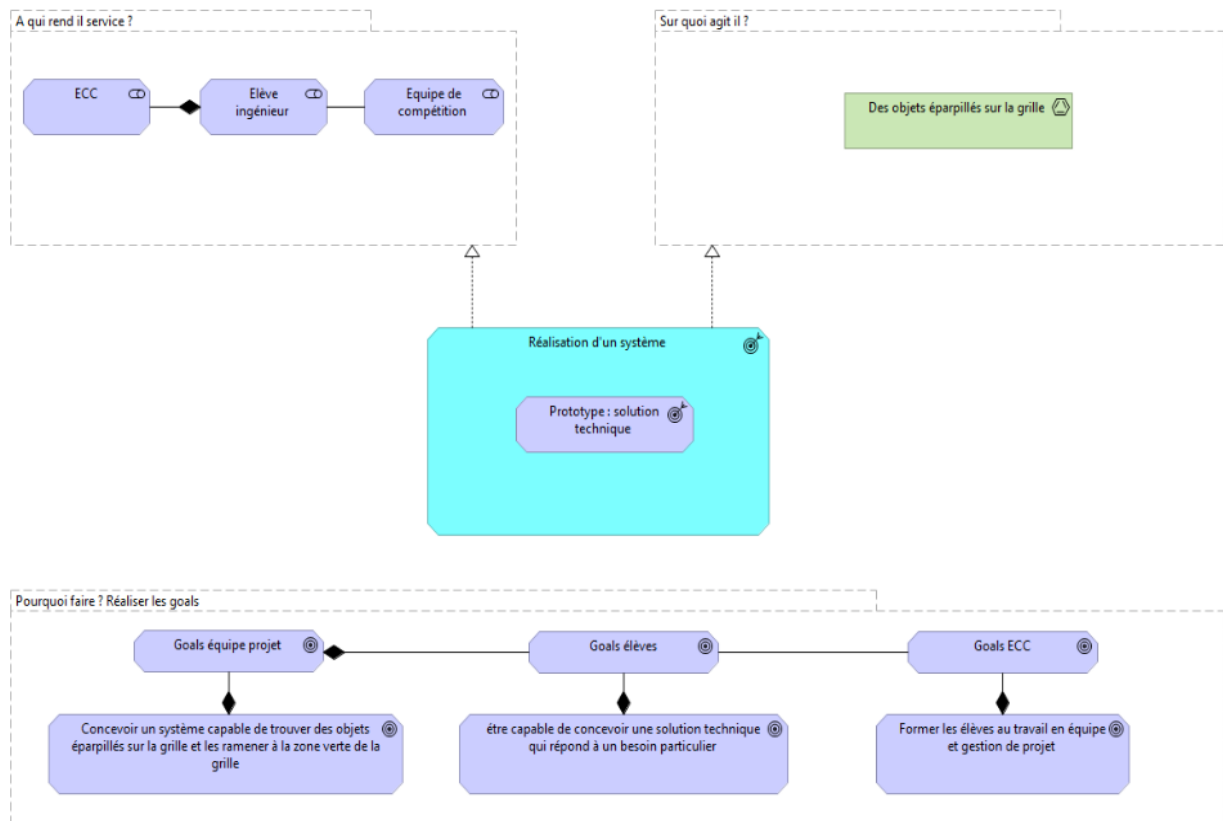 A qui rend il service ?
Sur quoi agit il ?
ECC
Elève
ingénieur
Equipe de
compétition
Des objets éparpillés sur la grille
Réalisation d'un système
Prototype : solution
technique
Pourquoi faire ? Réaliser les goals
Goals équipe projet
Goals élèves
Goals ECC
Concevoir un système capable de trouver des objets
éparpillés sur la grille et les ramener à la zone verte de la
grille
étre capable de concevoir une solution technique
qui répond à un besoin particulier
Former les élèves au travail en équipe
et gestion de projet